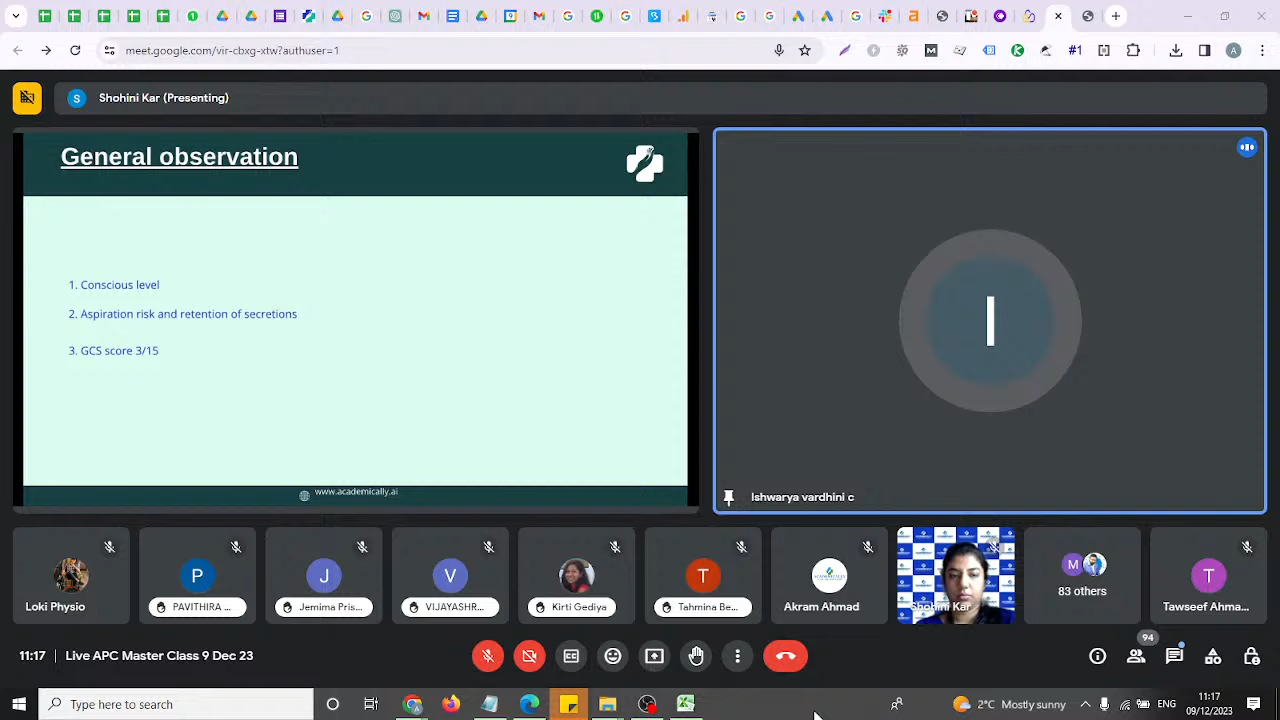 meet.google.com/vir-cbxg-xtw?authuser=1
A
S
Shohini Kar (Presenting)
General observation
1. Conscious level
2. Aspiration risk and retention of secretions
3. GCS score 3/15
www.academically.ai
I
Ishwarya vardhini c
Loki Physio
P
PAVITHIRA ...
J
Jemima Pris...
V
VIJAYASHR...
Kirti Gediya
T
Tahmina Be...
Akram Ahmad
Shohini Kar
M
83 others
T
Tawseef Ahma...
94
11:17 | Live APC Master Class 9 Dec 23
Type here to search
2°C Mostly sunny
ENG
11:17
09/12/2023